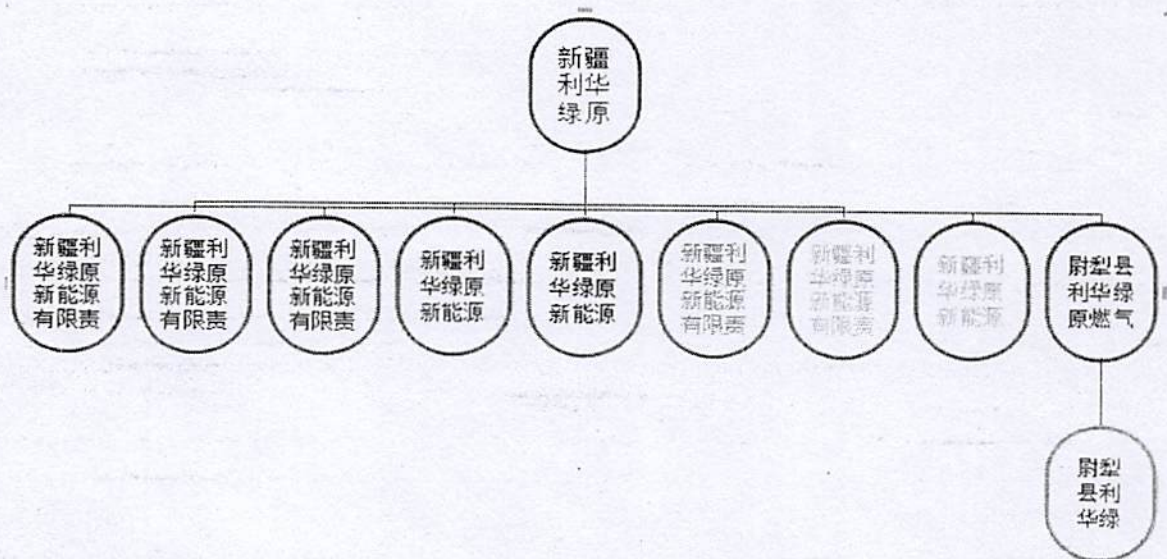 新疆
利华
绿原
新疆利
华绿原
新能源
有限责
新疆利
华绿原
新能源
有限责
新疆利
华绿原
新能源
有限责
新疆利
华绿原
新能源
新疆利
华绿原
新能源
新疆利
华绿原
新能源
有限责
新疆利
华绿原
新能源
有限责
新疆利
华绿原
新能源
尉犁县
利华绿
原燃气
尉犁
县利
华绿